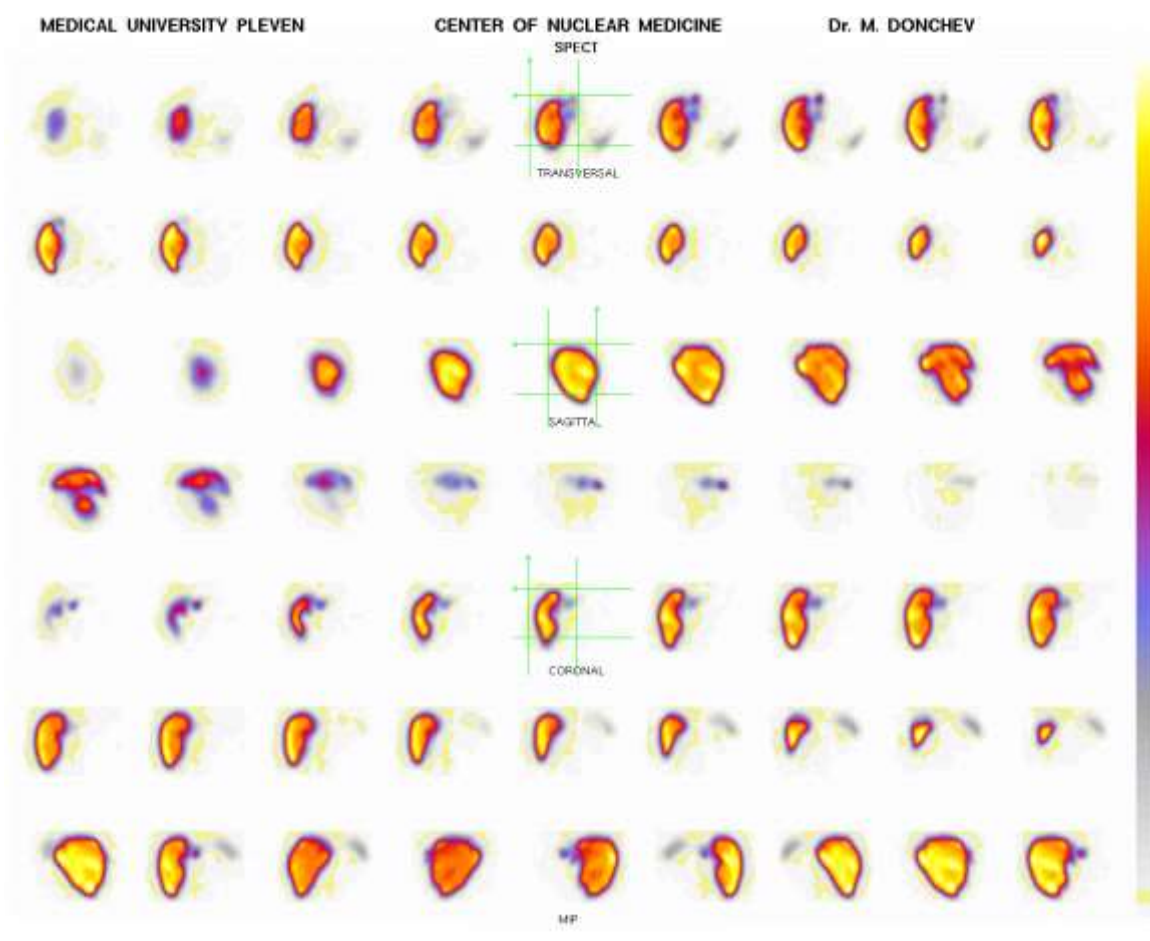 MEDICAL UNIVERSITY PLEVEN CENTER OF NUCLEAR MEDICINE Dr. M. DONCHEV
SPECT
TRANSVERSAL
SAGITTAL
CORONAL
MIP